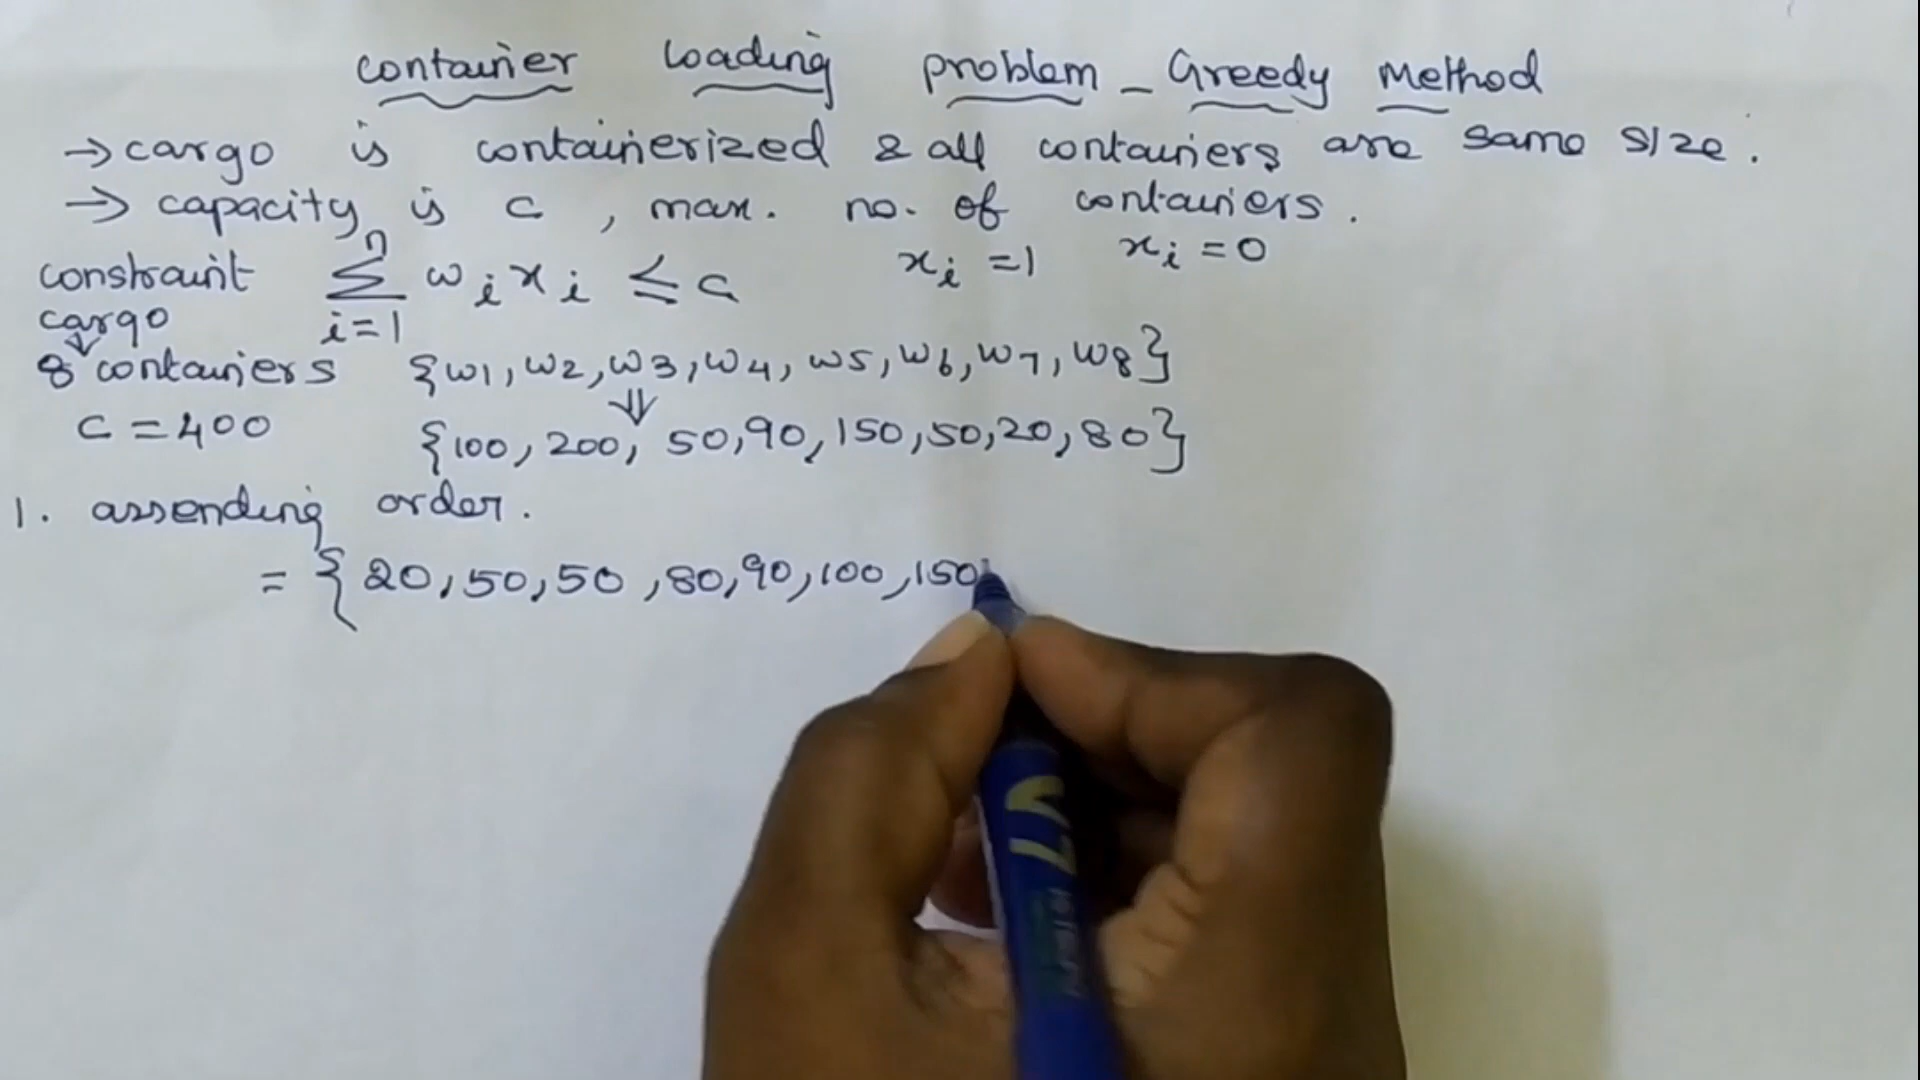 container loading problem - Greedy Method
→ cargo is containerized & all containers are same size.
→ capacity is c, max. no. of containers.
constraint n Σ i=1 wᵢxᵢ ≤ c xᵢ=1 xᵢ=0
cargo
8 containers {w1, w2, w3, w4, w5, w6, w7, w8}
c = 400 {100, 200, 50, 90, 150, 50, 20, 80}
1. assending order.
= { 20, 50, 50, 80, 90, 100, 150
V7